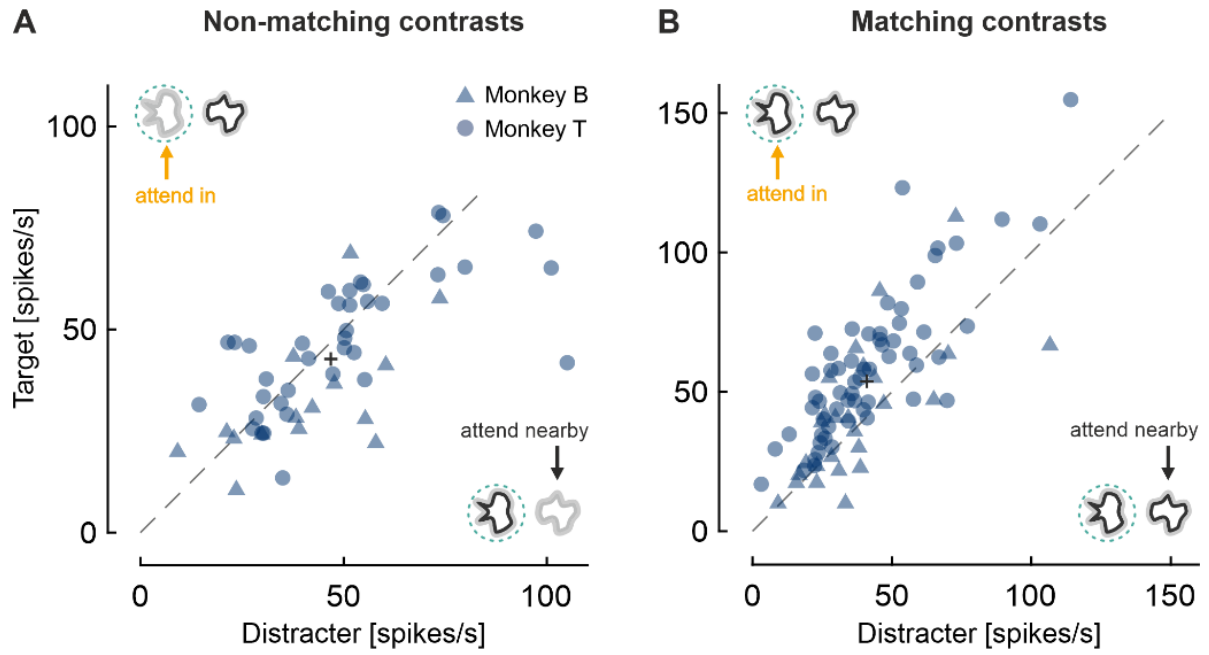 A
Non-matching contrasts
Monkey B
Monkey T
100
attend in
50
attend nearby
0
0
50
100
Target [spikes/s]
Distracter [spikes/s]
B
Matching contrasts
150
attend in
100
50
attend nearby
0
0
50
100
150
Distracter [spikes/s]